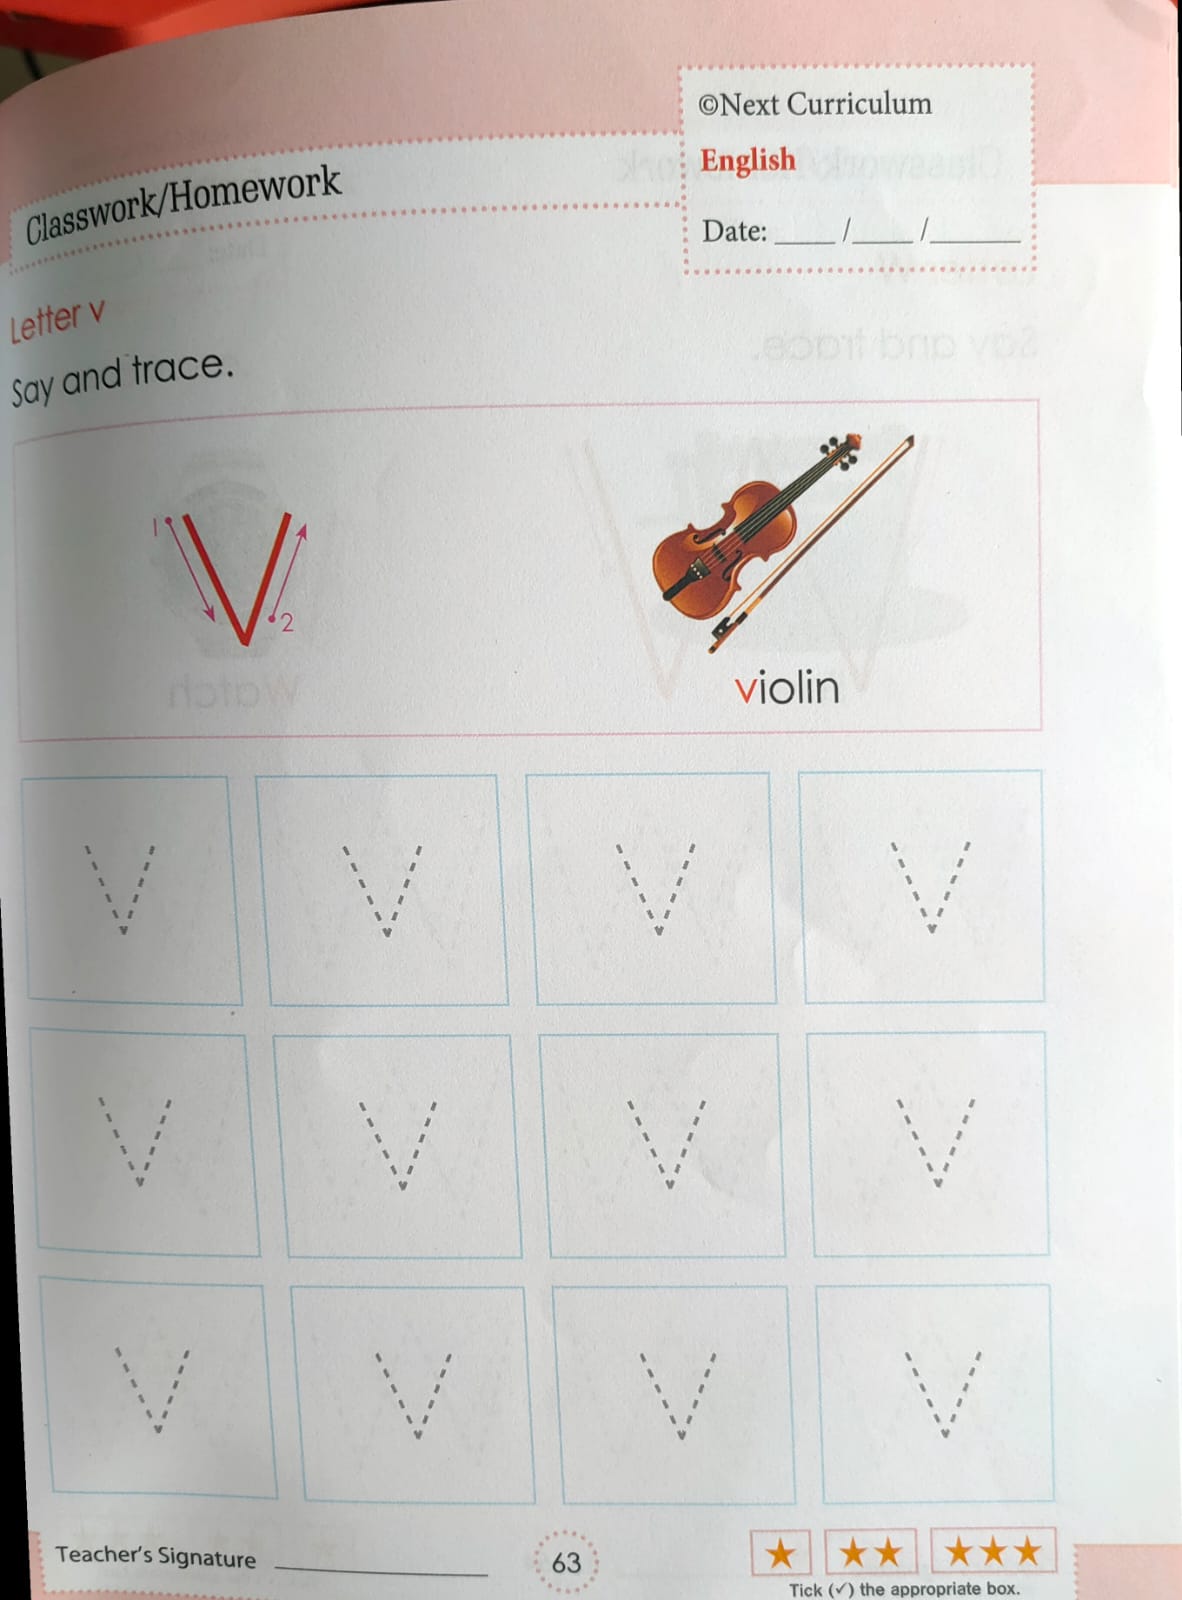 ©Next Curriculum
English
Date: ____ /____ /______
Classwork/Homework
Letter v
Say and trace.
1 v 2
violin
v v v v
v v v v
v v v v
Teacher's Signature ____________
63
Tick (✓) the appropriate box.